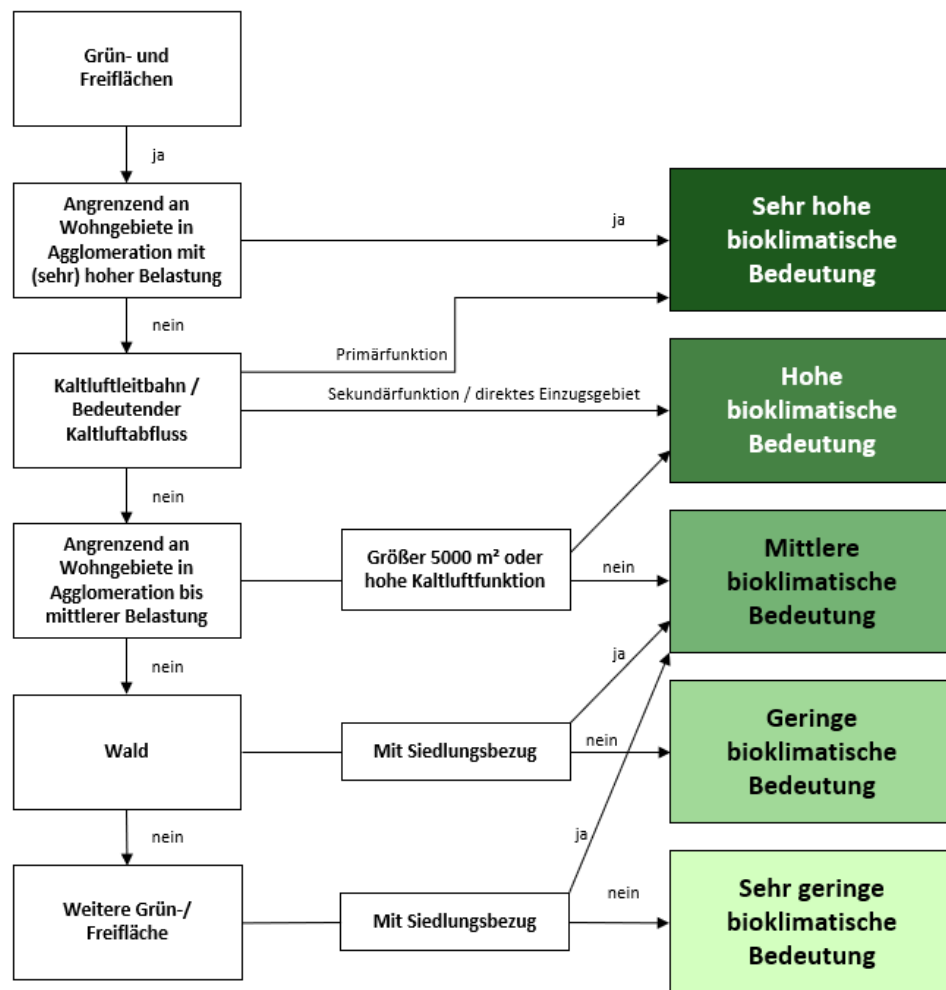 Grün- und
Freiflächen
ja
Angrenzend an
Wohngebiete in
Agglomeration mit
(sehr) hoher Belastung
ja
Sehr hohe
bioklimatische
Bedeutung
nein
Primärfunktion
Kaltluftleitbahn /
Bedeutender
Kaltluftabfluss
Sekundärfunktion / direktes Einzugsgebiet
Hohe
bioklimatische
Bedeutung
nein
Angrenzend an
Wohngebiete in
Agglomeration bis
mittlerer Belastung
Größer 5000 m² oder
hohe Kaltluftfunktion
nein
Mittlere
bioklimatische
Bedeutung
nein
ja
Wald
Mit Siedlungsbezug
nein
Geringe
bioklimatische
Bedeutung
nein
ja
Weitere Grün-/
Freifläche
Mit Siedlungsbezug
nein
Sehr geringe
bioklimatische
Bedeutung